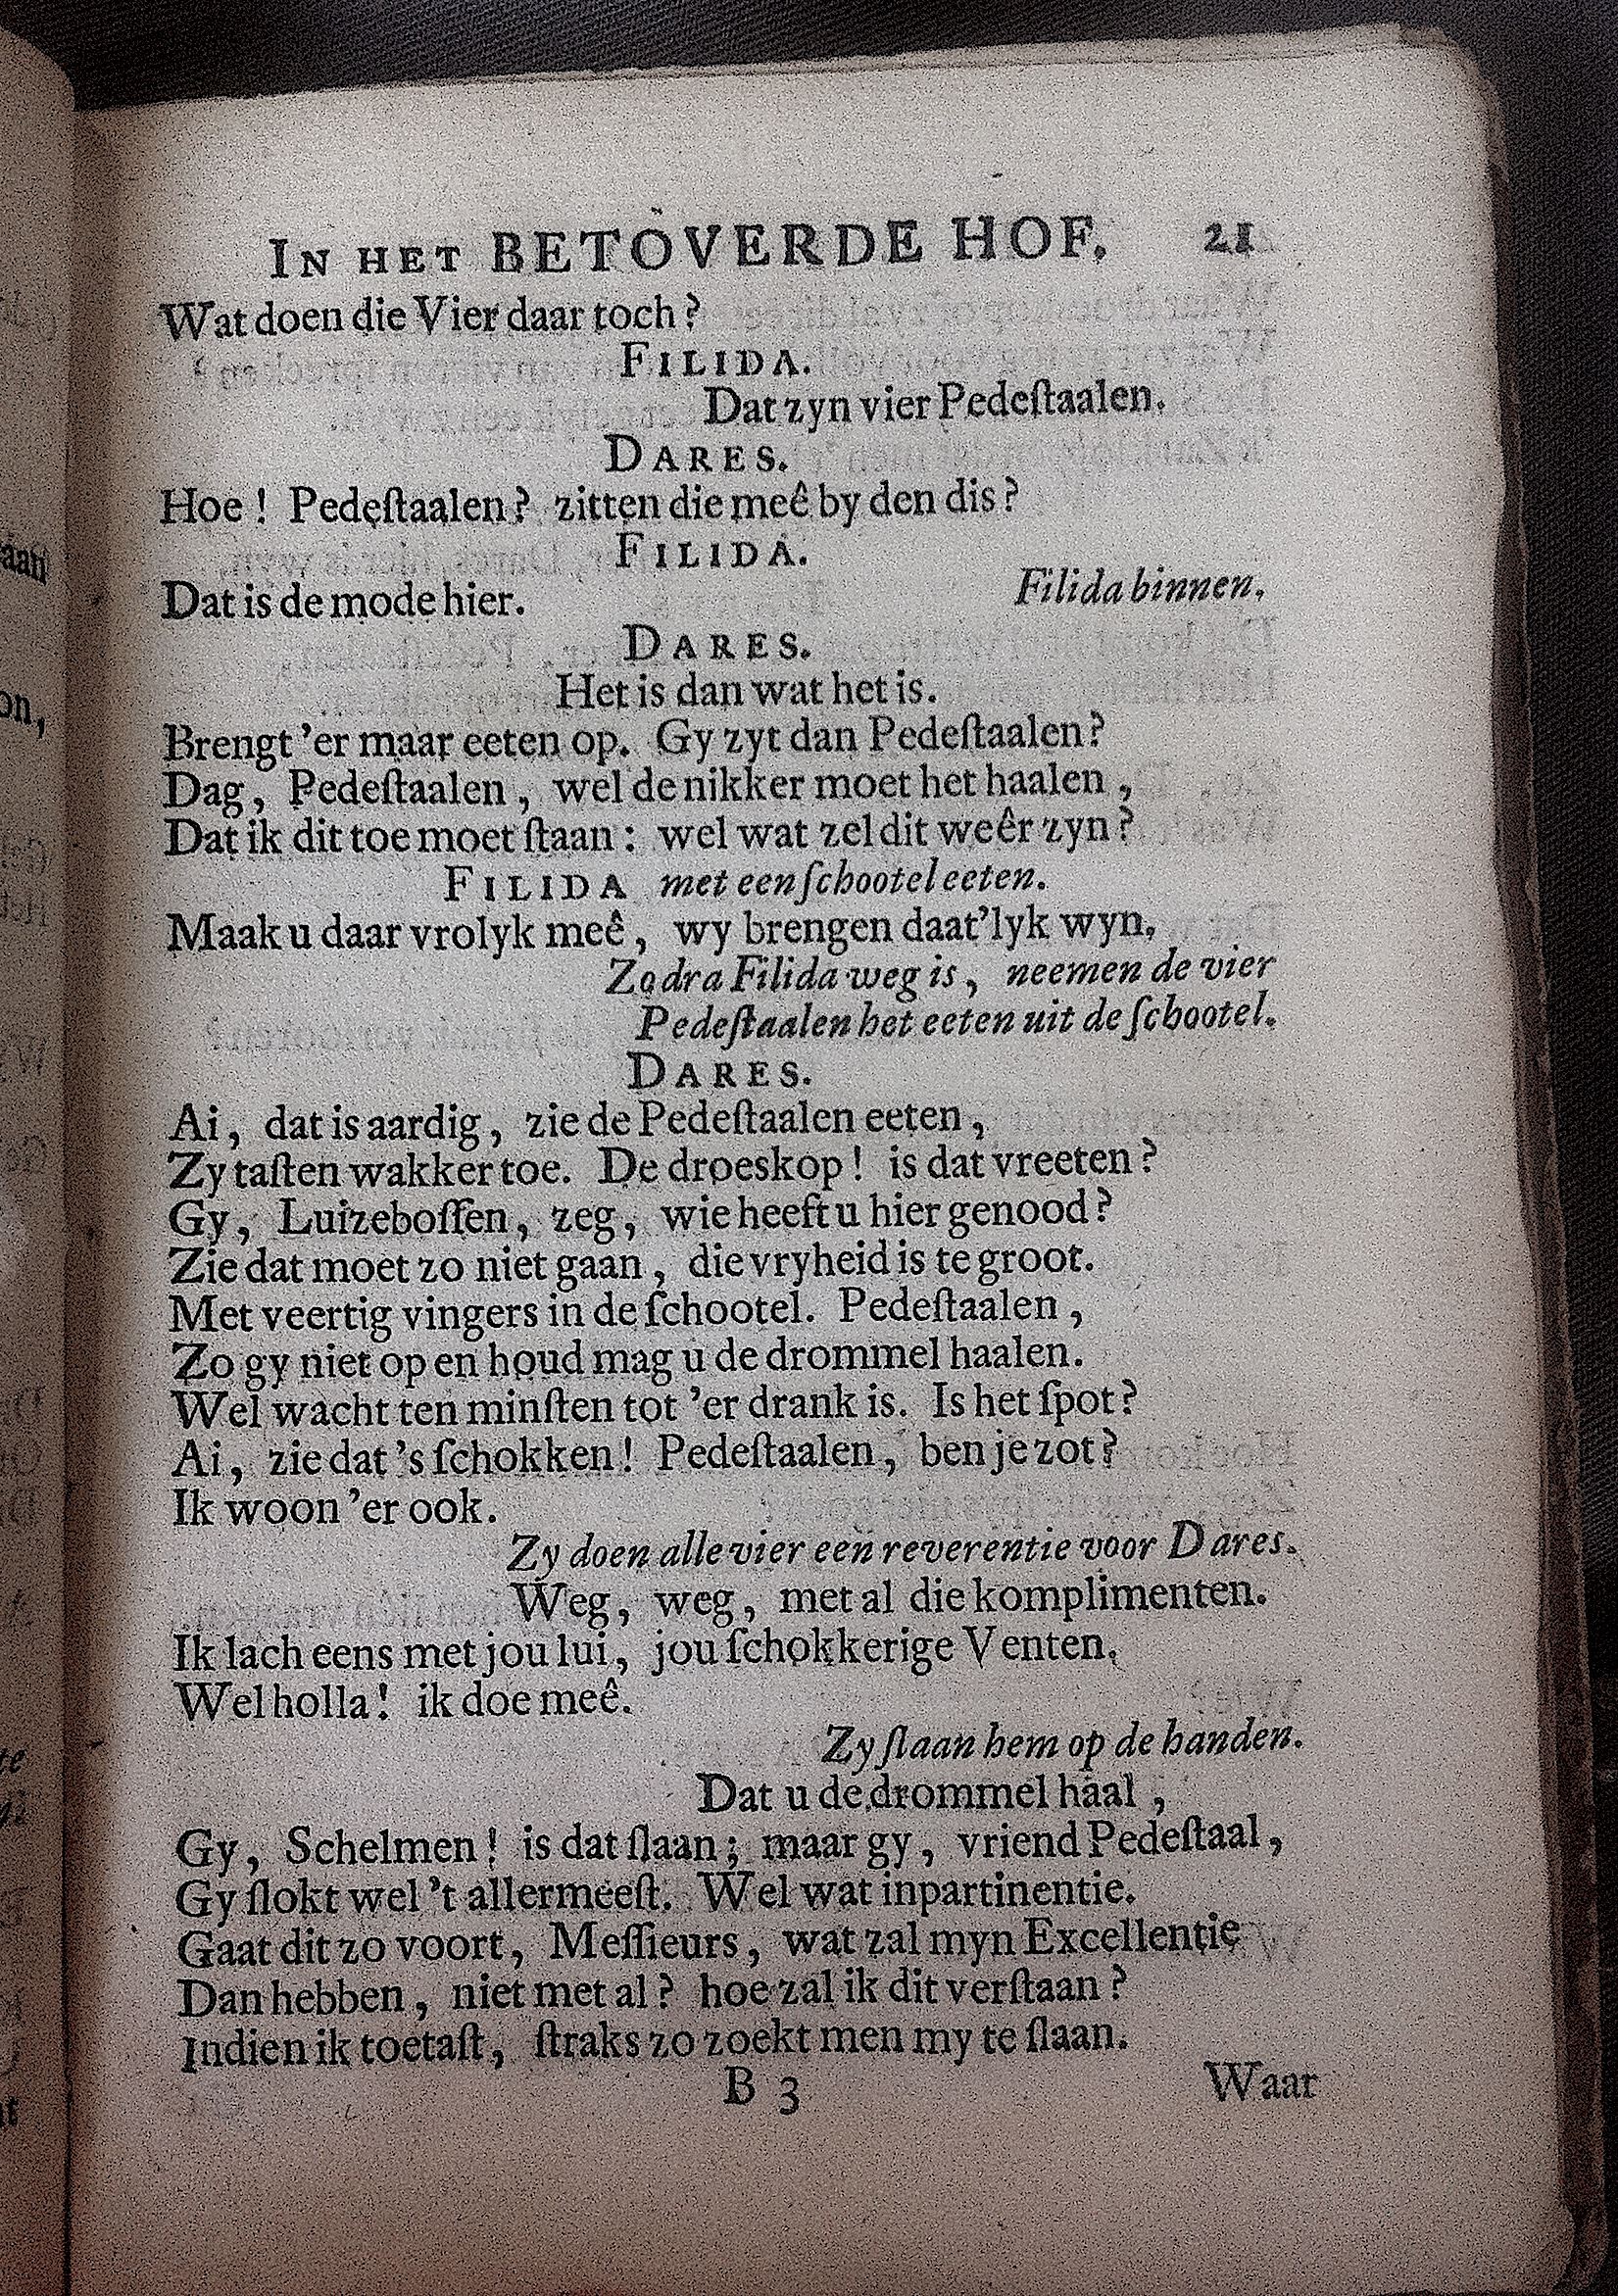 In het BETOVERDE HOF. 21
Wat doen die Vier daar toch?
Filida.
Dat zyn vier Pedeſtaalen.
Dares.
Hoe! Pedeſtaalen? zitten die meê by den dis?
Filida.
Dat is de mode hier. Filida binnen.
Dares.
Het is dan wat het is.
Brengt 'er maar eeten op. Gy zyt dan Pedeſtaalen?
Dag, Pedeſtaalen, wel de nikker moet het haalen,
Dat ik dit toe moet ſtaan: wel wat zel dit weêr zyn?
Filida met een ſchootel eeten.
Maak u daar vrolyk meê, wy brengen daat'lyk wyn.
Zodra Filida weg is, neemen de vier
Pedeſtaalen het eeten uit de ſchootel.
Dares.
Ai, dat is aardig, zie de Pedeſtaalen eeten,
Zy taſten wakker toe. De droeskop! is dat vreeten?
Gy, Luizeboſſen, zeg, wie heeft u hier genood?
Zie dat moet zo niet gaan, die vryheid is te groot.
Met veertig vingers in de ſchootel. Pedeſtaalen,
Zo gy niet op en houd mag u de drommel haalen.
Wel wacht ten minſten tot 'er drank is. Is het ſpot?
Ai, zie dat 's ſchokken! Pedeſtaalen, ben je zot?
Ik woon 'er ook.
Zy doen alle vier een reverentie voor Dares.
Weg, weg, met al die komplimenten.
Ik lach eens met jou lui, jou ſchokkerige Venten.
Wel holla! ik doe meê.
Zy ſlaan hem op de handen.
Dat u de drommel haal,
Gy, Schelmen! is dat ſlaan; maar gy, vriend Pedeſtaal,
Gy ſlokt wel 't allermeeſt. Wel wat inpartinentie.
Gaat dit zo voort, Meſſieurs, wat zal myn Excellentie
Dan hebben, niet met al? hoe zal ik dit verſtaan?
Indien ik toetaſt, ſtraks zo zoekt men my te ſlaan.
B 3 Waar